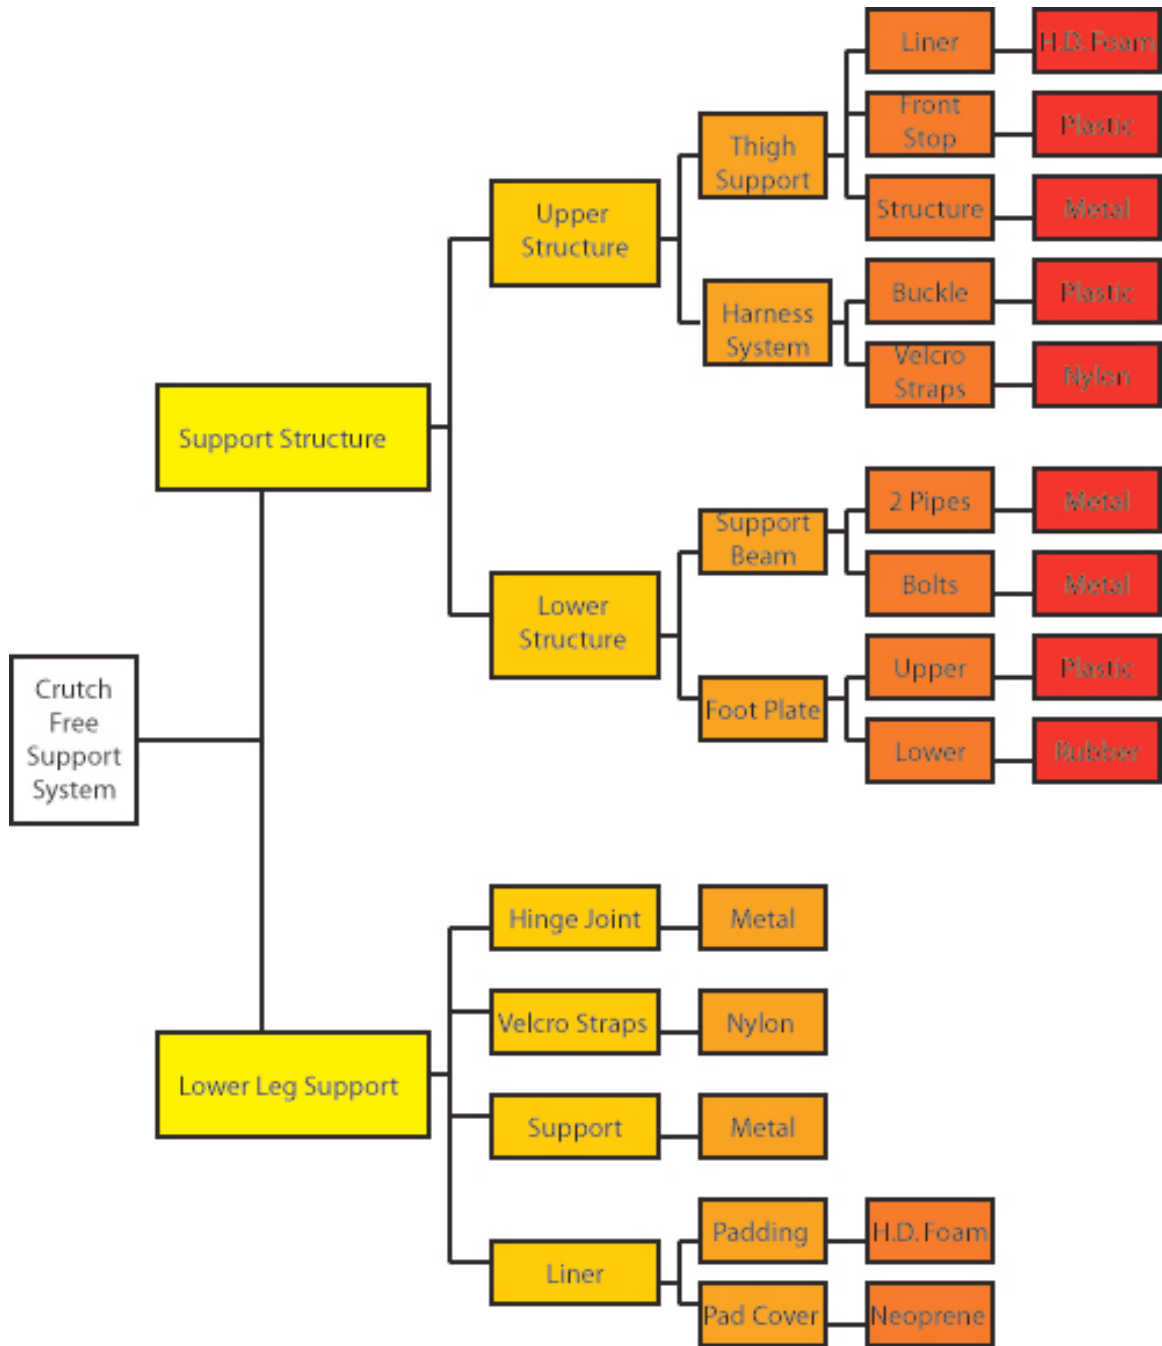 Liner
H.D. Foam
Front
Stop
Plastic
Thigh
Support
Structure
Metal
Upper
Structure
Buckle
Plastic
Harness
System
Velcro
Straps
Nylon
Support Structure
2 Pipes
Metal
Support
Beam
Bolts
Metal
Lower
Structure
Upper
Plastic
Foot Plate
Lower
Rubber
Crutch
Free
Support
System
Hinge Joint
Metal
Velcro Straps
Nylon
Lower Leg Support
Support
Metal
Padding
H.D. Foam
Liner
Pad Cover
Neoprene